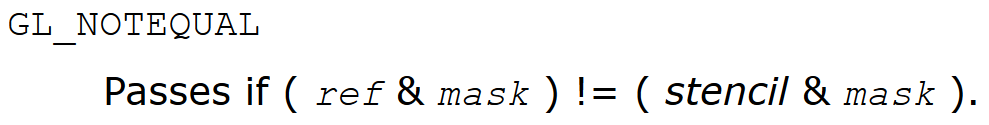 GL_NOTEQUAL
Passes if ( ref & mask ) != ( stencil & mask ).